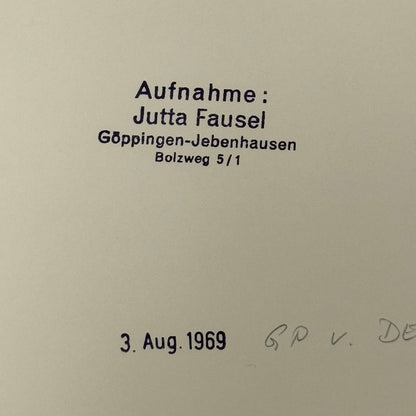 Aufnahme:
Jutta Fausel
Göppingen-Jebenhausen
Bolzweg 5/1
3. Aug. 1969 GP v. DE